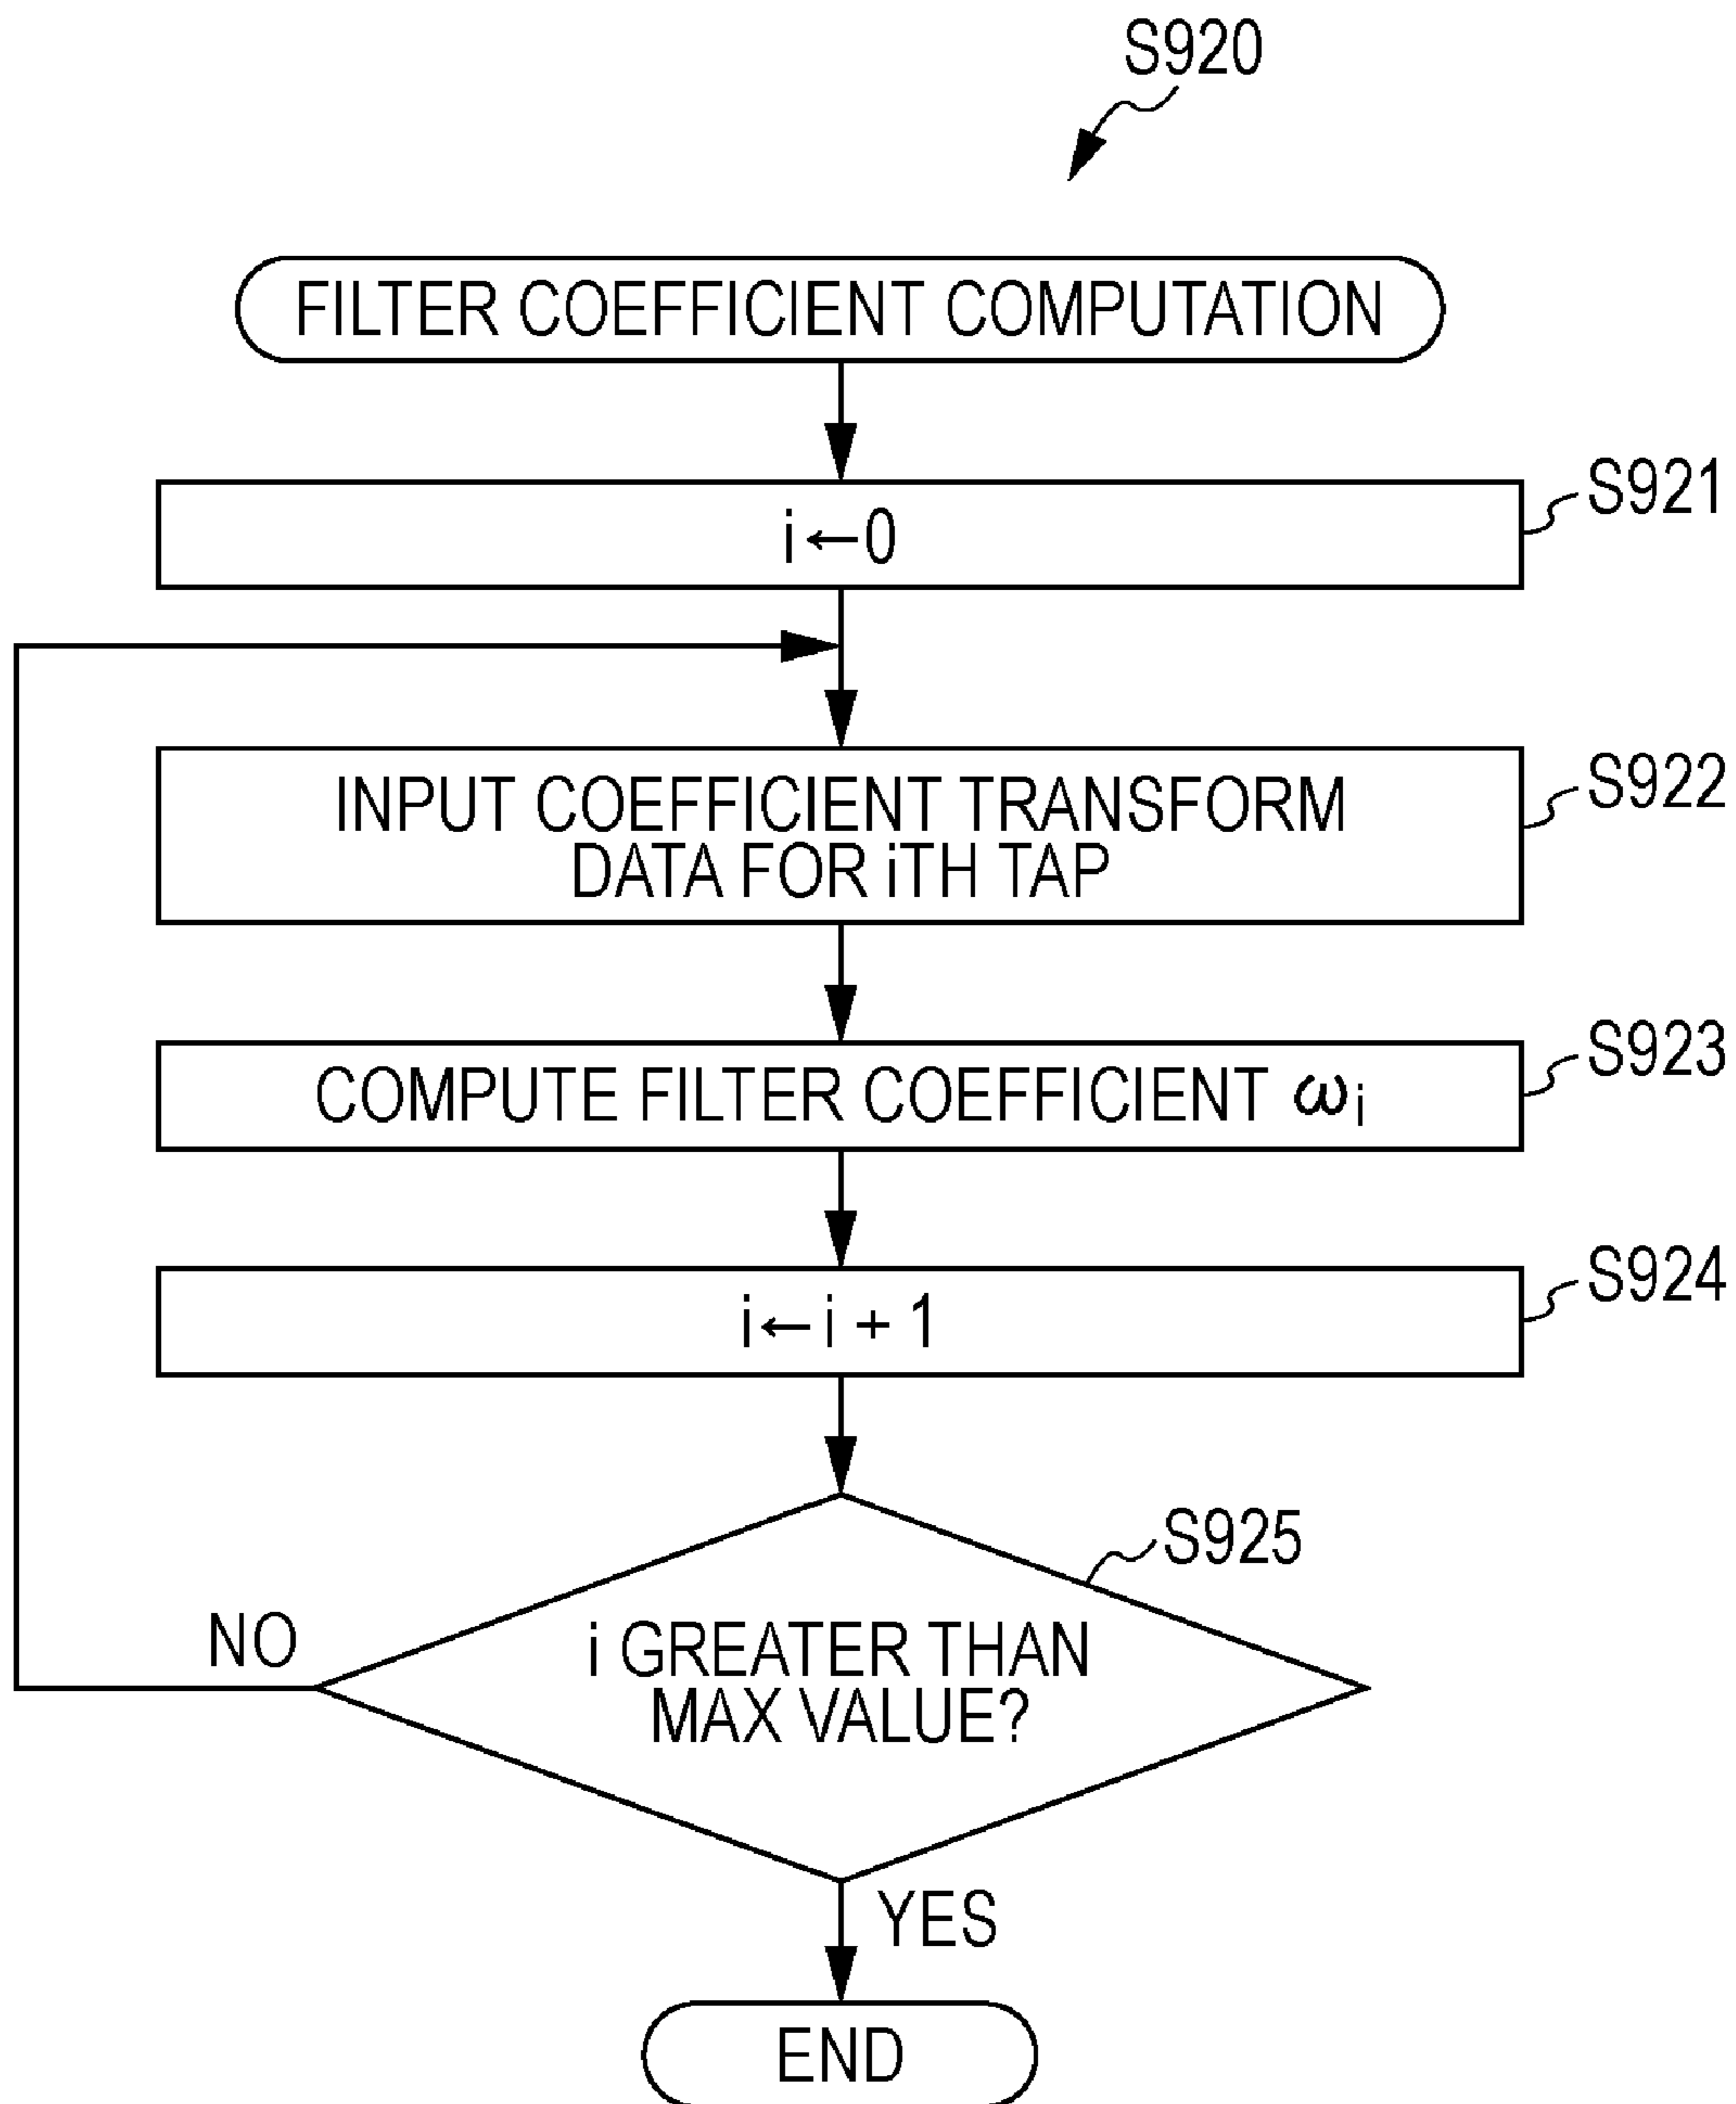 S920
FILTER COEFFICIENT COMPUTATION
S921
i←0
S922
INPUT COEFFICIENT TRANSFORM
DATA FOR iTH TAP
S923
COMPUTE FILTER COEFFICIENT ωi
S924
i←i + 1
S925
NO
i GREATER THAN
MAX VALUE?
YES
END